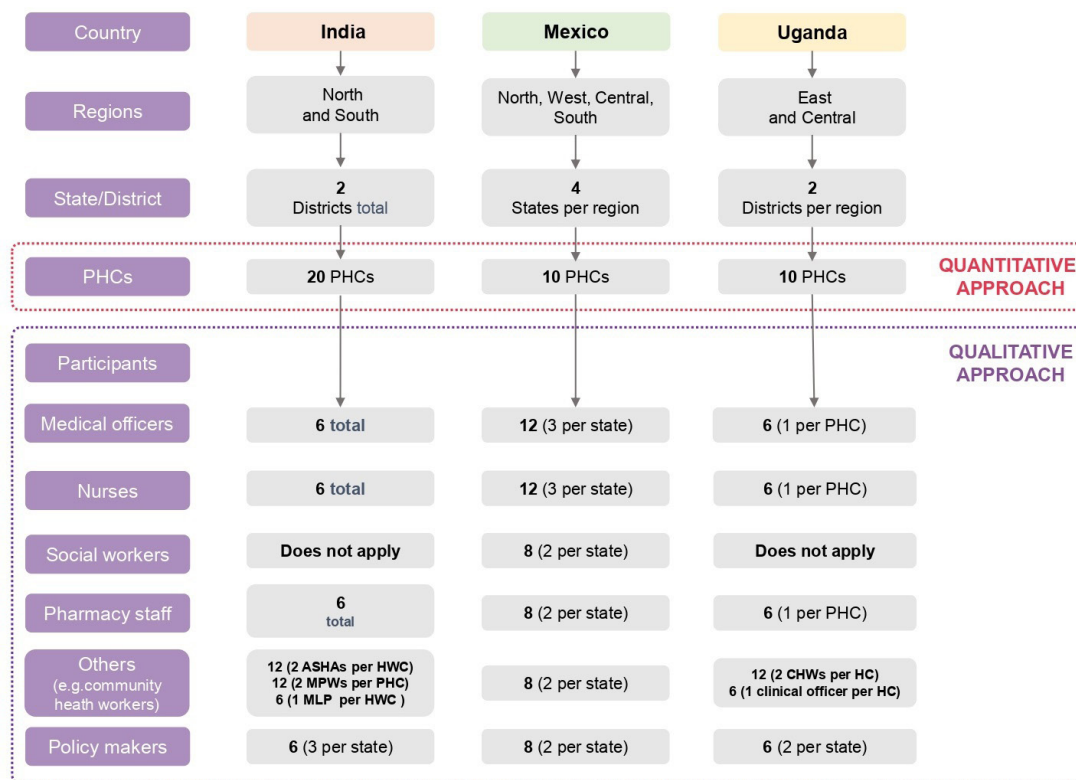 Country
India
Mexico
Uganda
Regions
North
and South
North, West, Central,
South
East
and Central
State/District
2
Districts total
4
States per region
2
Districts per region
PHCs
20 PHCs
10 PHCs
10 PHCs
QUANTITATIVE
APPROACH
Participants
QUALITATIVE
APPROACH
Medical officers
6 total
12 (3 per state)
6 (1 per PHC)
Nurses
6 total
12 (3 per state)
6 (1 per PHC)
Social workers
Does not apply
8 (2 per state)
Does not apply
Pharmacy staff
6
total
8 (2 per state)
6 (1 per PHC)
Others
(e.g.community
heath workers)
12 (2 ASHAs per HWC)
12 (2 MPWs per PHC)
6 (1 MLP per HWC )
8 (2 per state)
12 (2 CHWs per HC)
6 (1 clinical officer per HC)
Policy makers
6 (3 per state)
8 (2 per state)
6 (2 per state)